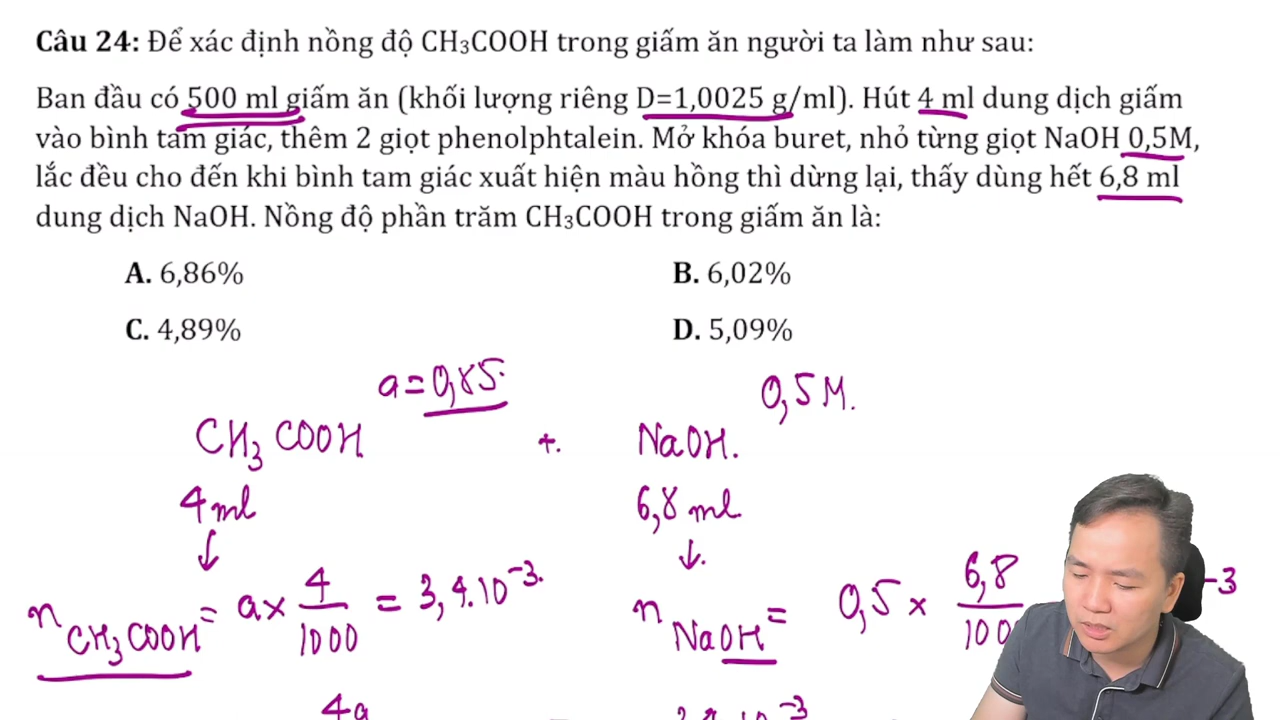 Câu 24: Để xác định nồng độ CH₃COOH trong giấm ăn người ta làm như sau:
Ban đầu có 500 ml giấm ăn (khối lượng riêng D=1,0025 g/ml). Hút 4 ml dung dịch giấm
vào bình tam giác, thêm 2 giọt phenolphtalein. Mở khóa buret, nhỏ từng giọt NaOH 0,5M,
lắc đều cho đến khi bình tam giác xuất hiện màu hồng thì dừng lại, thấy dùng hết 6,8 ml
dung dịch NaOH. Nồng độ phần trăm CH₃COOH trong giấm ăn là:
A. 6,86% B. 6,02%
C. 4,89% D. 5,09%
a = 0,85. 0,5M.
CH₃COOH + NaOH.
4ml 6,8 ml
↓ ↓
n CH₃COOH = a × 4/1000 = 3,4.10⁻³ n NaOH = 0,5 × 6,8/100 ⁻³
4a 10⁻³